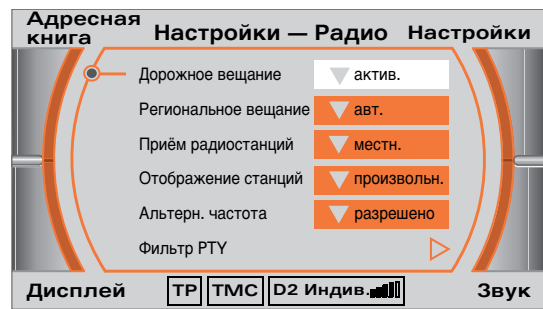 Адресная книга
Настройки — Радио
Настройки
Дорожное вещание
актив.
Региональное вещание
авт.
Приём радиостанций
местн.
Отображение станций
произвольн.
Альтерн. частота
разрешено
Фильтр PTY
Дисплей
TP
TMC
D2 Индив.
Звук